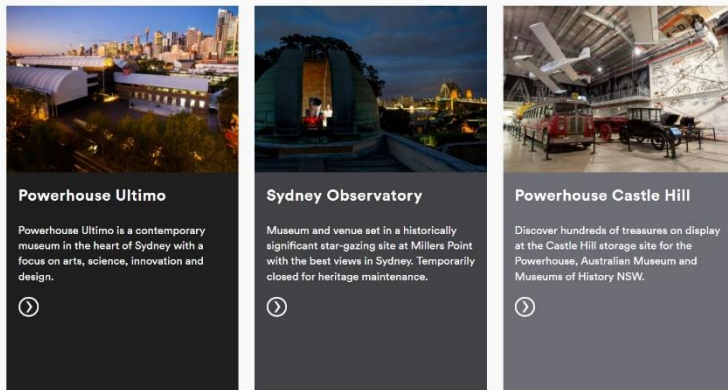 Powerhouse Ultimo
Powerhouse Ultimo is a contemporary
museum in the heart of Sydney with a
focus on arts, science, innovation and
design.
Sydney Observatory
Museum and venue set in a historically
significant star-gazing site at Millers Point
with the best views in Sydney. Temporarily
closed for heritage maintenance.
Powerhouse Castle Hill
Discover hundreds of treasures on display
at the Castle Hill storage site for the
Powerhouse, Australian Museum and
Museums of History NSW.